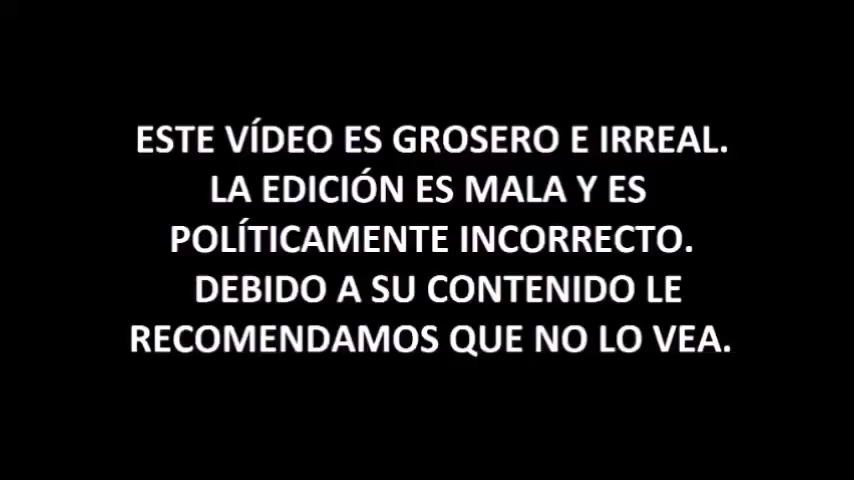 ESTE VÍDEO ES GROSERO E IRREAL.
LA EDICIÓN ES MALA Y ES
POLÍTICAMENTE INCORRECTO.
DEBIDO A SU CONTENIDO LE
RECOMENDAMOS QUE NO LO VEA.